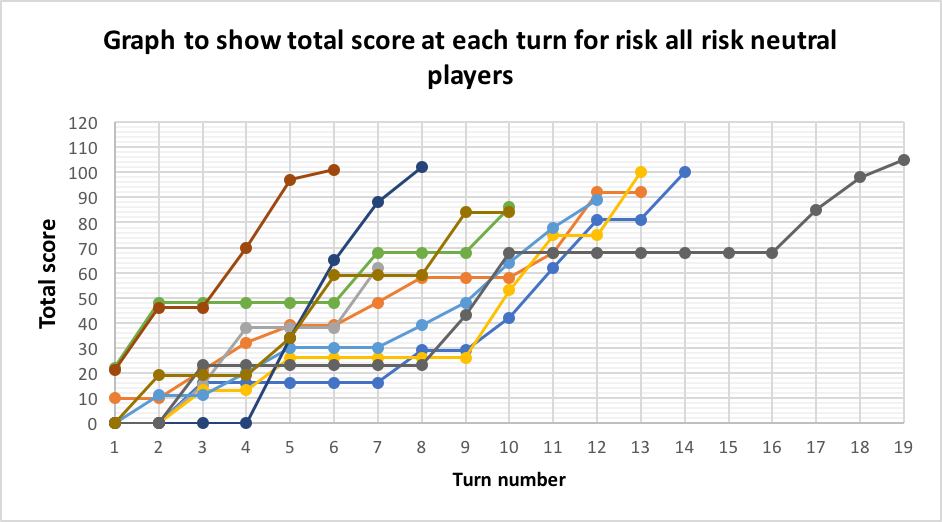 Graph to show total score at each turn for risk all risk neutral
players
120
110
100
90
80
70
60
50
40
30
20
10
0
Total score
1 2 3 4 5 6 7 8 9 10 11 12 13 14 15 16 17 18 19
Turn number